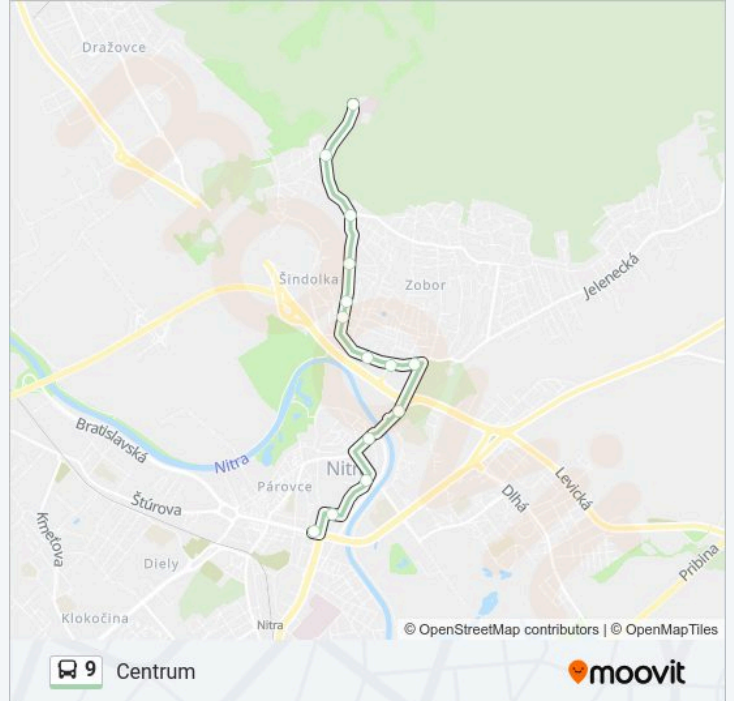 Dražovce
Šindolka
Zobor
Jelenecká
Bratislavská
Nitra
Nitra
Párovce
Štúrova
Levická
Dlhá
Kmeťova
Diely
Pribina
Klokočina
Nitra
© OpenStreetMap contributors | © OpenMapTiles
9 Centrum
moovit